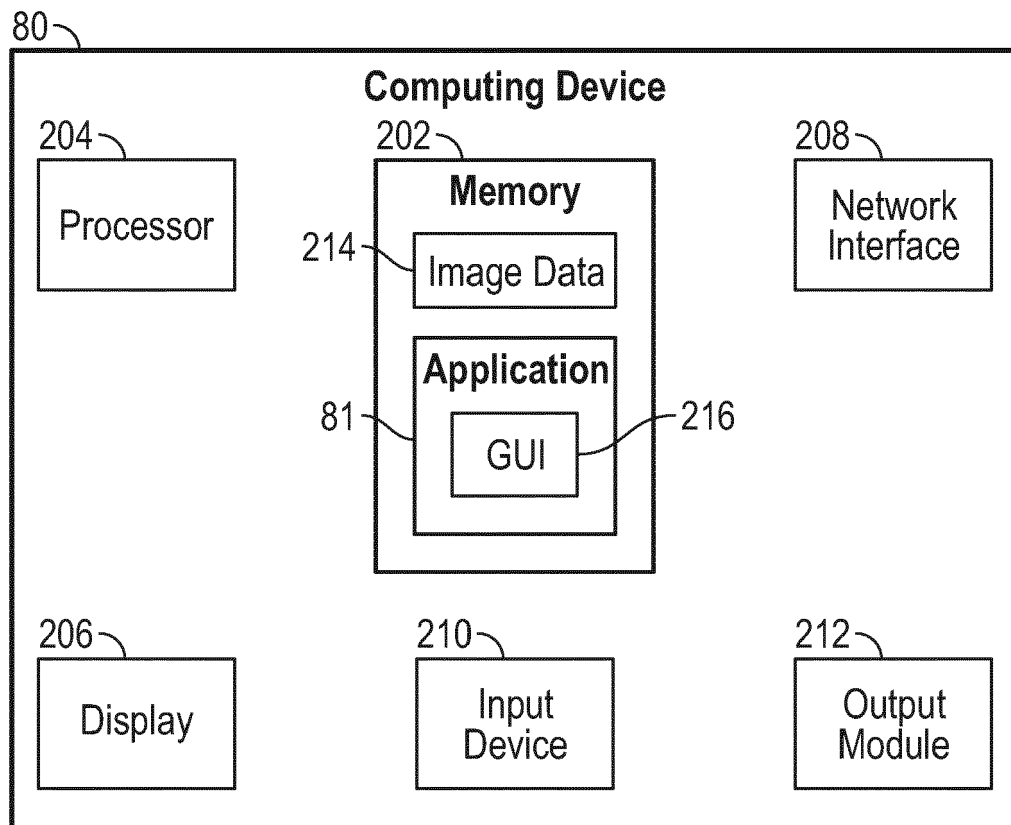 80
Computing Device
204
202
208
Processor
Memory
Network
Interface
214
Image Data
Application
81
216
GUI
206
210
212
Display
Input
Device
Output
Module